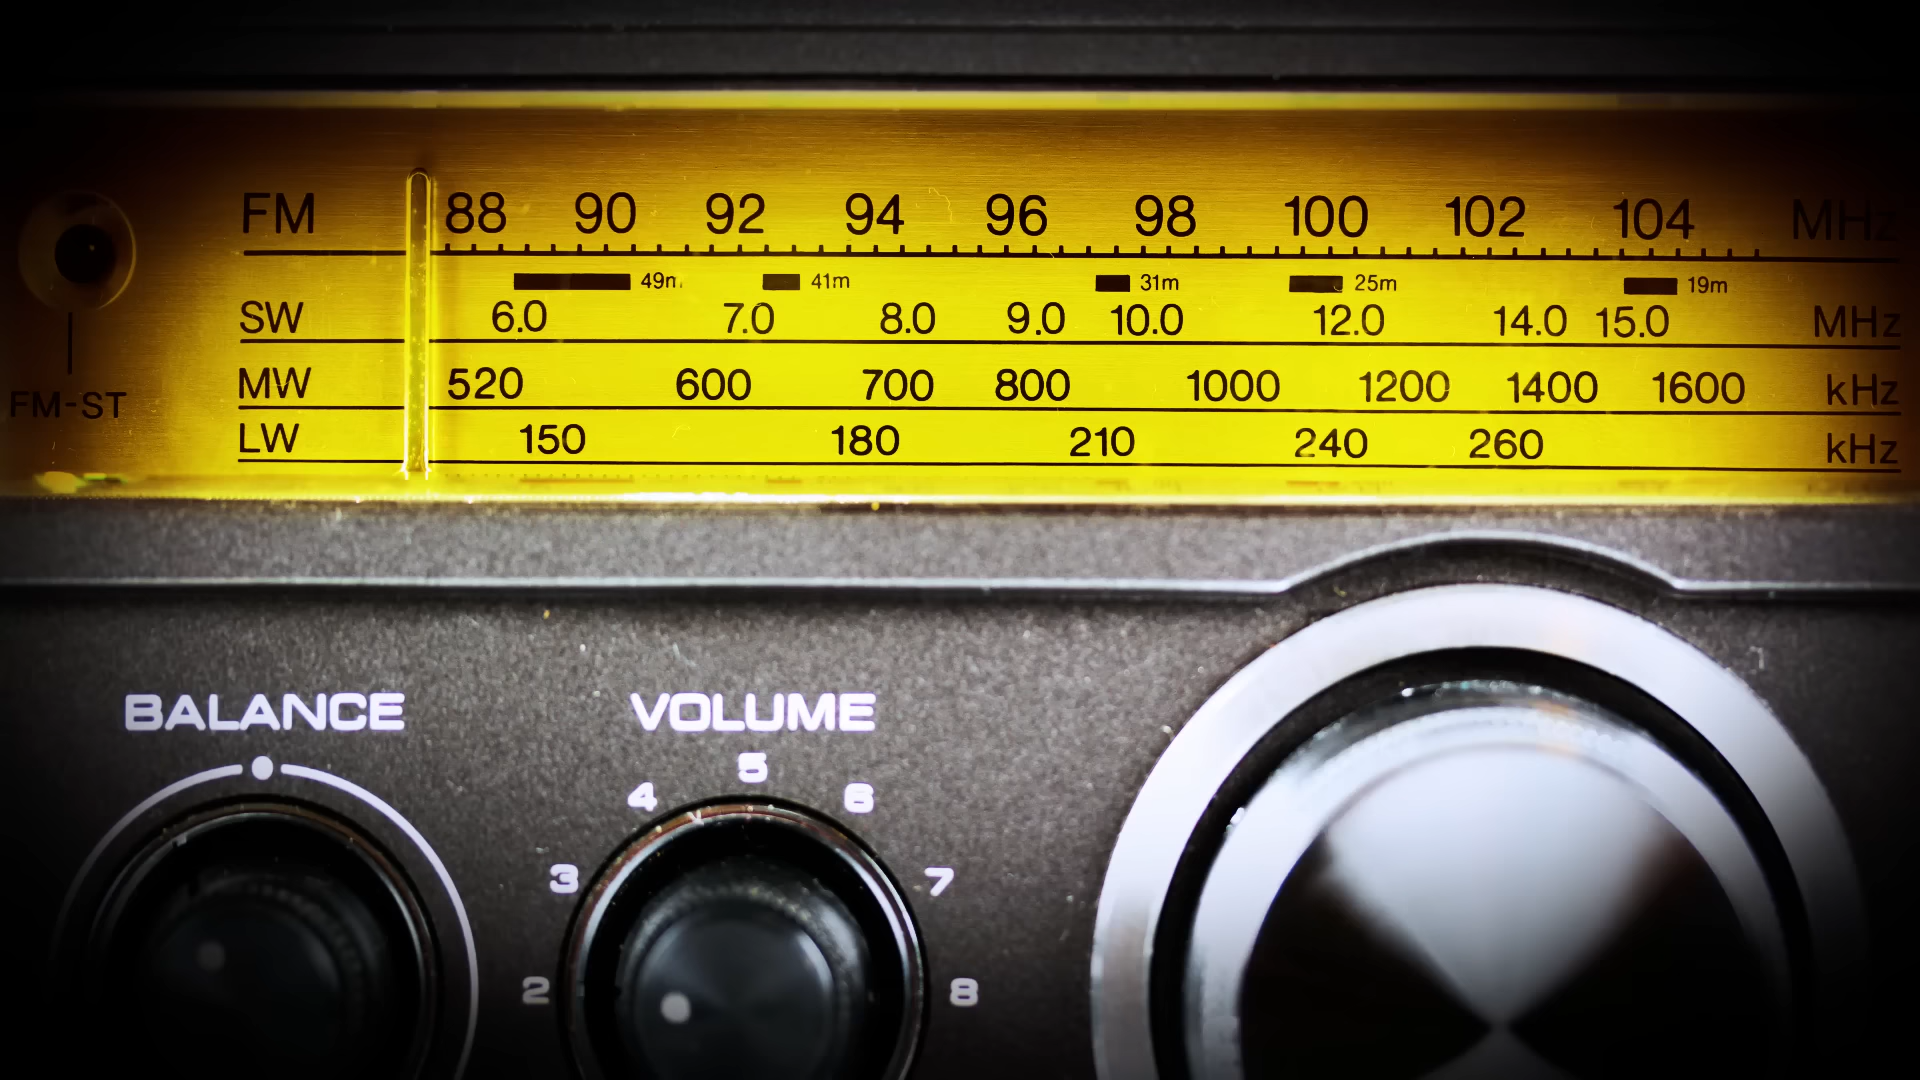 FM 88 90 92 94 96 98 100 102 104 MHz
49m 41m 31m 25m 19m
SW 6.0 7.0 8.0 9.0 10.0 12.0 14.0 15.0 MHz
MW 520 600 700 800 1000 1200 1400 1600 kHz
FM-ST
LW 150 180 210 240 260 kHz
BALANCE VOLUME
5
4 6
3 7
2 8